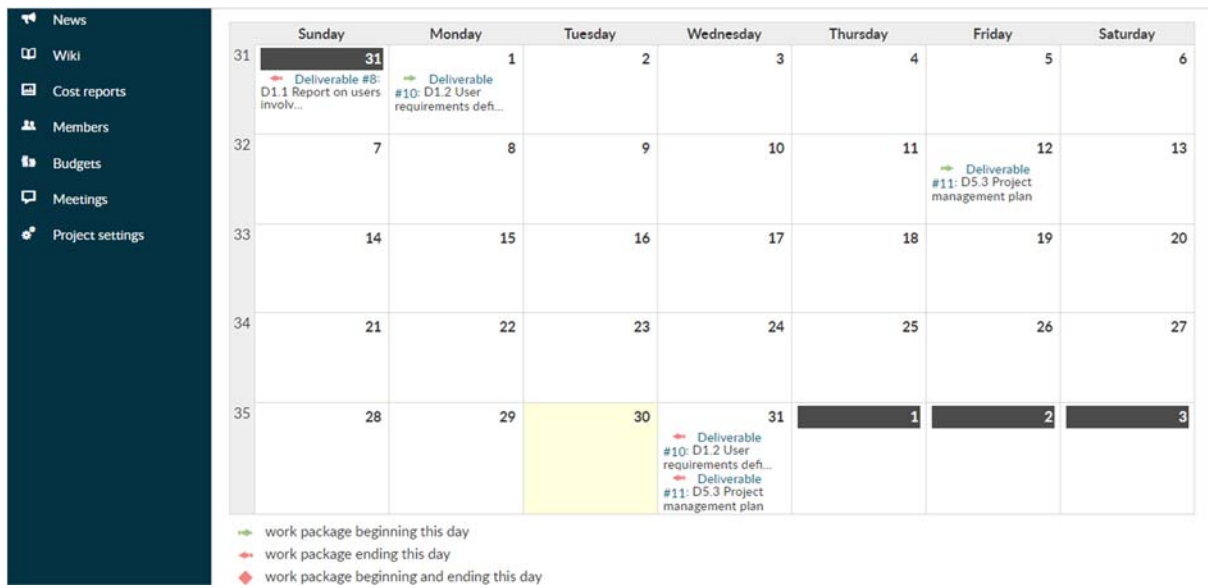 News
Wiki
Cost reports
Members
Budgets
Meetings
Project settings
Sunday Monday Tuesday Wednesday Thursday Friday Saturday
31 31 1 2 3 4 5 6
Deliverable #8:
D1.1 Report on users
involv...
Deliverable
#10: D1.2 User
requirements defi...
32 7 8 9 10 11 12 13
Deliverable
#11: D5.3 Project
management plan
33 14 15 16 17 18 19 20
34 21 22 23 24 25 26 27
35 28 29 30 31 1 2 3
Deliverable
#10: D1.2 User
requirements defi...
Deliverable
#11: D5.3 Project
management plan
work package beginning this day
work package ending this day
work package beginning and ending this day